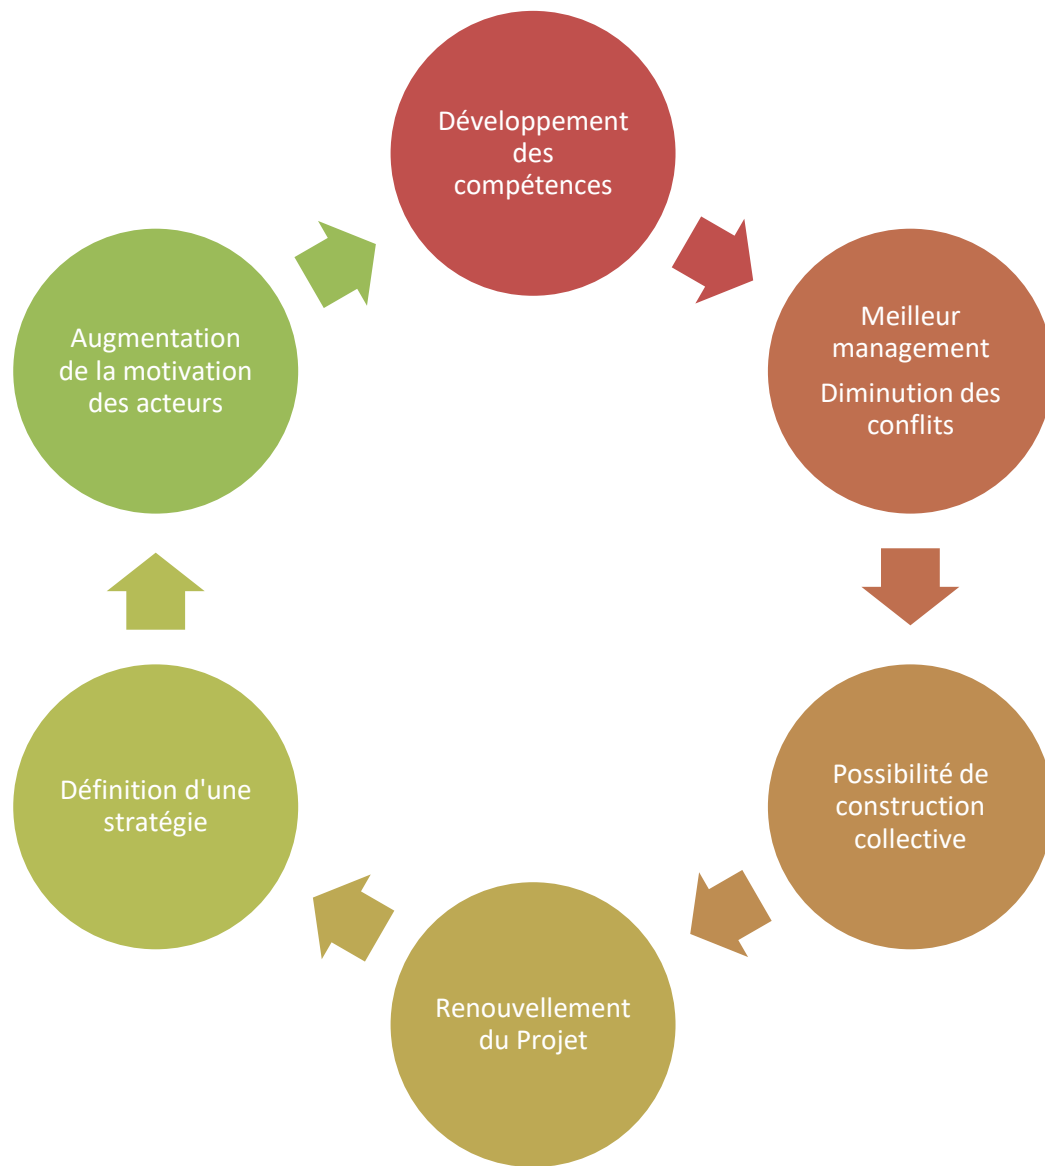 Développement
des
compétences
Meilleur
management
Diminution des
conflits
Possibilité de
construction
collective
Renouvellement
du Projet
Définition d'une
stratégie
Augmentation
de la motivation
des acteurs